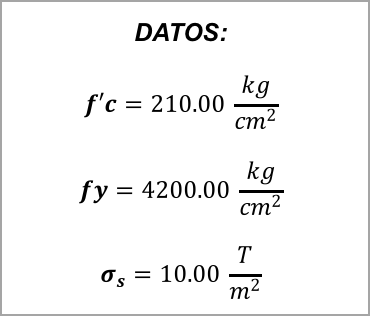 DATOS:
f'c = 210.00 kg/cm²
fy = 4200.00 kg/cm²
σₛ = 10.00 T/m²